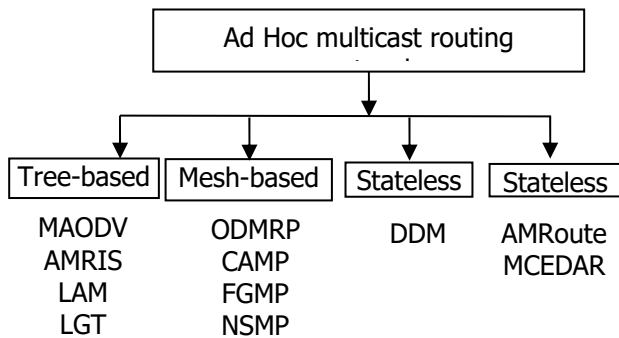 Ad Hoc multicast routing
Tree-based
Mesh-based
Stateless
Stateless
MAODV
ODMRP
DDM
AMRoute
AMRIS
CAMP
MCEDAR
LAM
FGMP
LGT
NSMP